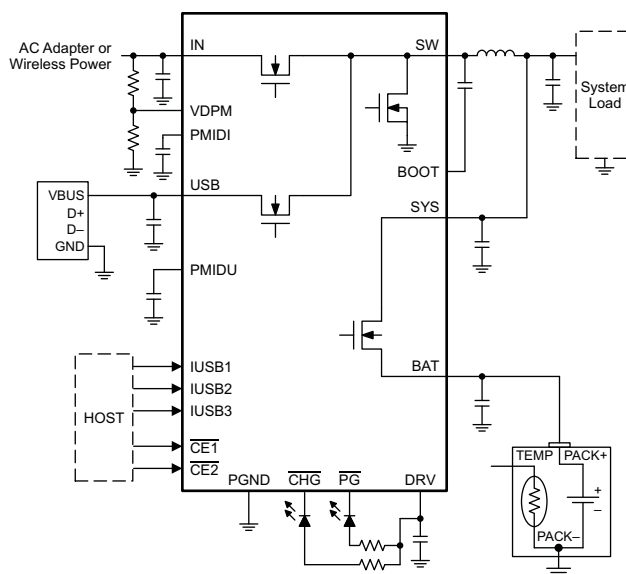 AC Adapter or
Wireless Power
IN
SW
System
Load
VDPM
PMIDI
BOOT
USB
VBUS
D+
D–
GND
SYS
PMIDU
BAT
HOST
IUSB1
IUSB2
IUSB3
CE1
CE2
PGND
CHG
PG
DRV
TEMP
PACK+
+
–
PACK–